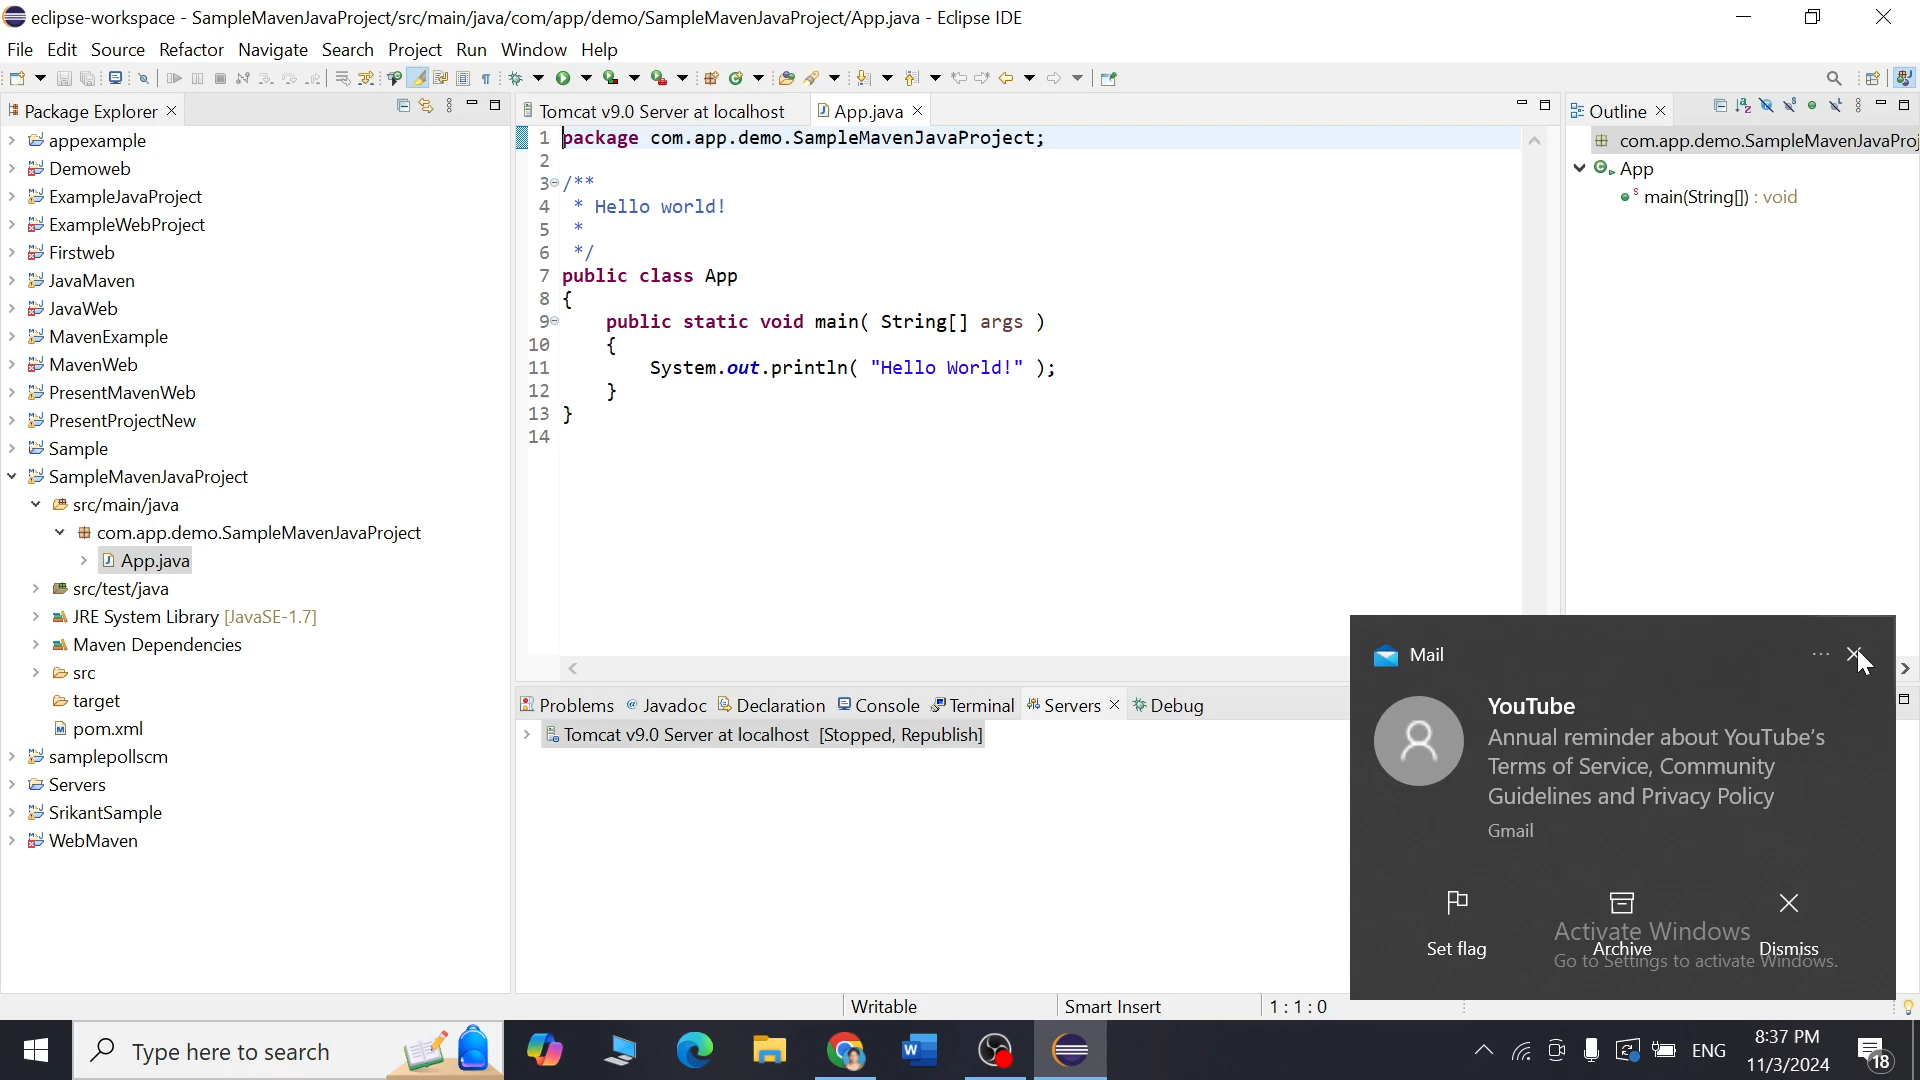 eclipse-workspace - SampleMavenJavaProject/src/main/java/com/app/demo/SampleMavenJavaProject/App.java - Eclipse IDE
File Edit Source Refactor Navigate Search Project Run Window Help
Package Explorer
appexample
Demoweb
ExampleJavaProject
ExampleWebProject
Firstweb
JavaMaven
JavaWeb
MavenExample
MavenWeb
PresentMavenWeb
PresentProjectNew
Sample
SampleMavenJavaProject
src/main/java
com.app.demo.SampleMavenJavaProject
App.java
src/test/java
JRE System Library [JavaSE-1.7]
Maven Dependencies
src
target
pom.xml
samplepollscm
Servers
SrikantSample
WebMaven
Tomcat v9.0 Server at localhost App.java
1 package com.app.demo.SampleMavenJavaProject;
2
3 /**
4 * Hello world!
5 *
6 */
7 public class App
8 {
9 public static void main( String[] args )
10 {
11 System.out.println( "Hello World!" );
12 }
13 }
14
Outline
com.app.demo.SampleMavenJavaProj
App
main(String[]) : void
Problems Javadoc Declaration Console Terminal Servers Debug
Tomcat v9.0 Server at localhost [Stopped, Republish]
Mail
YouTube
Annual reminder about YouTube's
Terms of Service, Community
Guidelines and Privacy Policy
Gmail
Set flag Archive Dismiss
Activate Windows
Go to Settings to activate Windows.
Writable Smart Insert 1 : 1 : 0
Type here to search
ENG
8:37 PM
11/3/2024
18